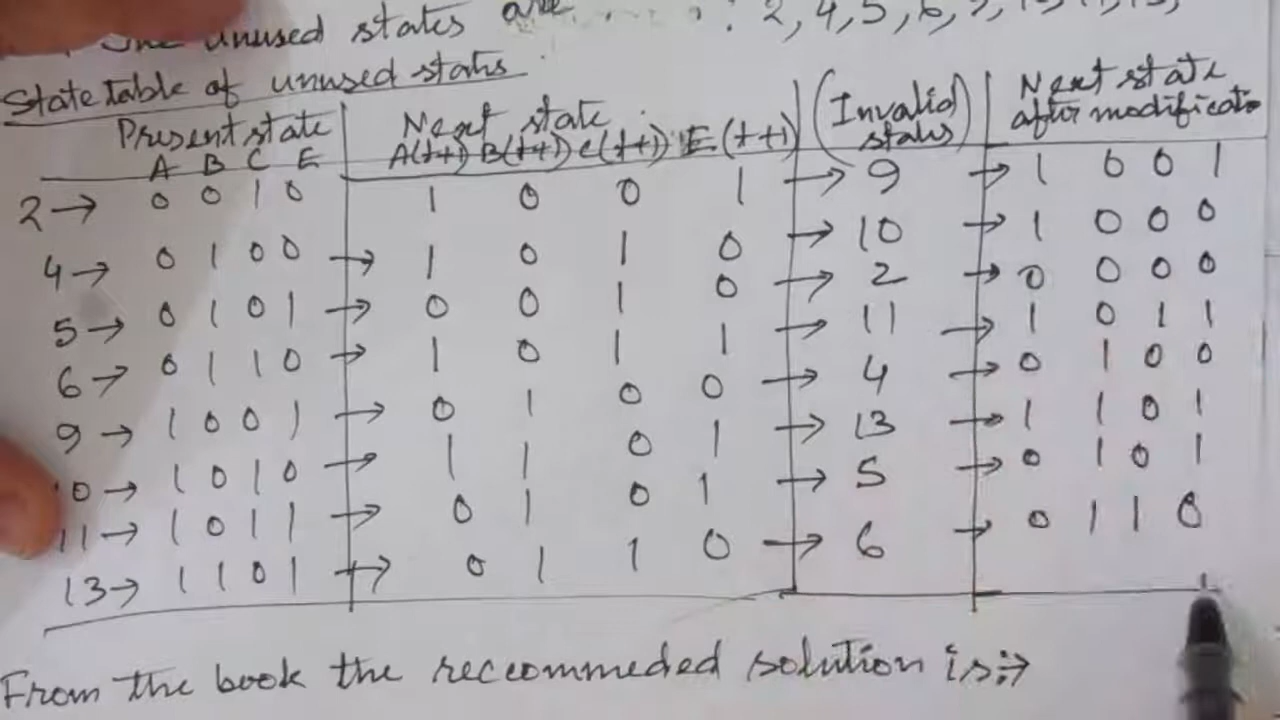 The unused states are : 2, 4, 5, 6, 9, 10, 11, 13,
State table of unused states.
Present state | Next state | (Invalid states) | Next state after modificatio
A B C E | A(t+1) B(t+1) C(t+1) E(t+1)
2 → 0 0 1 0 | 1 0 0 1 → 9 → 1 0 0 1
4 → 0 1 0 0 → 1 0 1 0 → 10 → 1 0 0 0
5 → 0 1 0 1 → 0 0 1 0 → 2 → 0 0 0 0
6 → 0 1 1 0 → 1 0 1 1 → 11 → 1 0 1 1
9 → 1 0 0 1 → 0 1 0 0 → 4 → 0 1 0 0
10 → 1 0 1 0 → 1 1 0 1 → 13 → 1 1 0 1
11 → 1 0 1 1 → 0 1 0 1 → 5 → 0 1 0 1
13 → 1 1 0 1 → 0 1 1 0 → 6 → 0 1 1 0
From the book the recommeded solution is:→